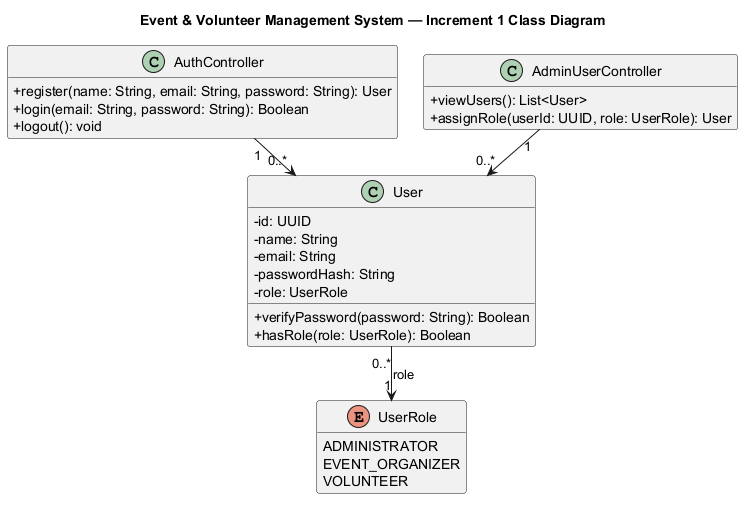 Event & Volunteer Management System — Increment 1 Class Diagram
C AuthController
+register(name: String, email: String, password: String): User
+login(email: String, password: String): Boolean
+logout(): void
C AdminUserController
+viewUsers(): List<User>
+assignRole(userId: UUID, role: UserRole): User
1
0..*
1
0..*
C User
-id: UUID
-name: String
-email: String
-passwordHash: String
-role: UserRole
+verifyPassword(password: String): Boolean
+hasRole(role: UserRole): Boolean
0..*
role
1
E UserRole
ADMINISTRATOR
EVENT_ORGANIZER
VOLUNTEER